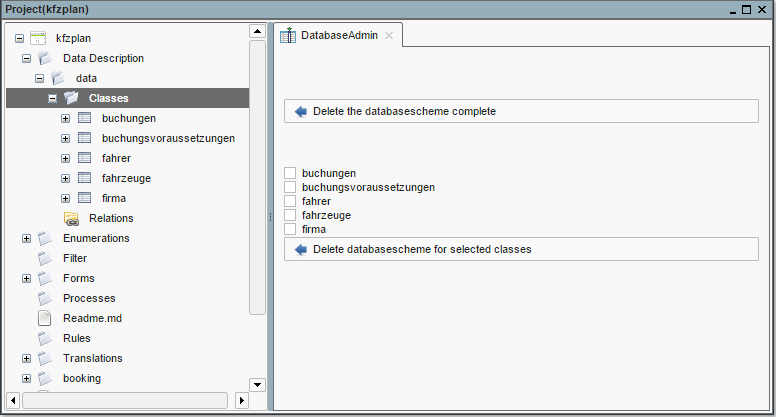 Project(kfzplan)
kfzplan
Data Description
data
Classes
buchungen
buchungsvoraussetzungen
fahrer
fahrzeuge
firma
Relations
Enumerations
Filter
Forms
Processes
Readme.md
Rules
Translations
booking
DatabaseAdmin
Delete the databasescheme complete
buchungen
buchungsvoraussetzungen
fahrer
fahrzeuge
firma
Delete databasescheme for selected classes